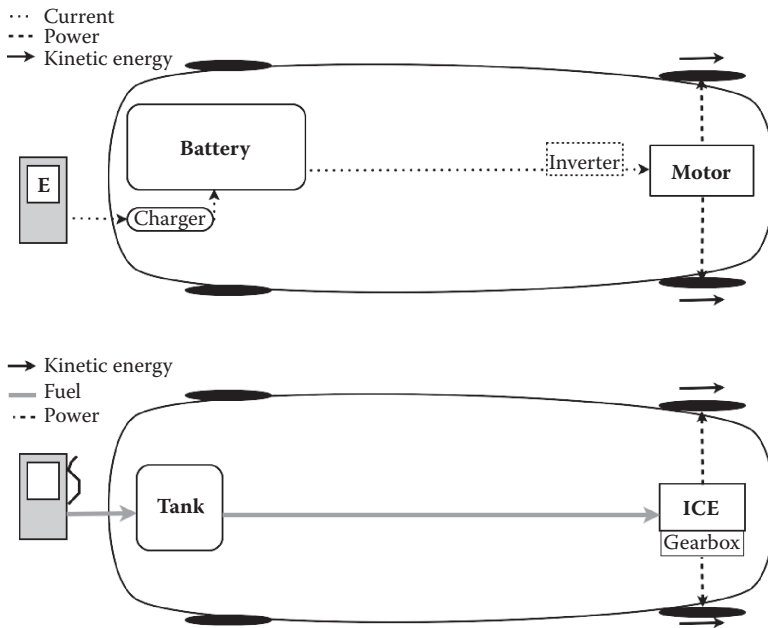 Current
Power
Kinetic energy
Battery
E
Charger
Inverter
Motor
Kinetic energy
Fuel
Power
Tank
ICE
Gearbox